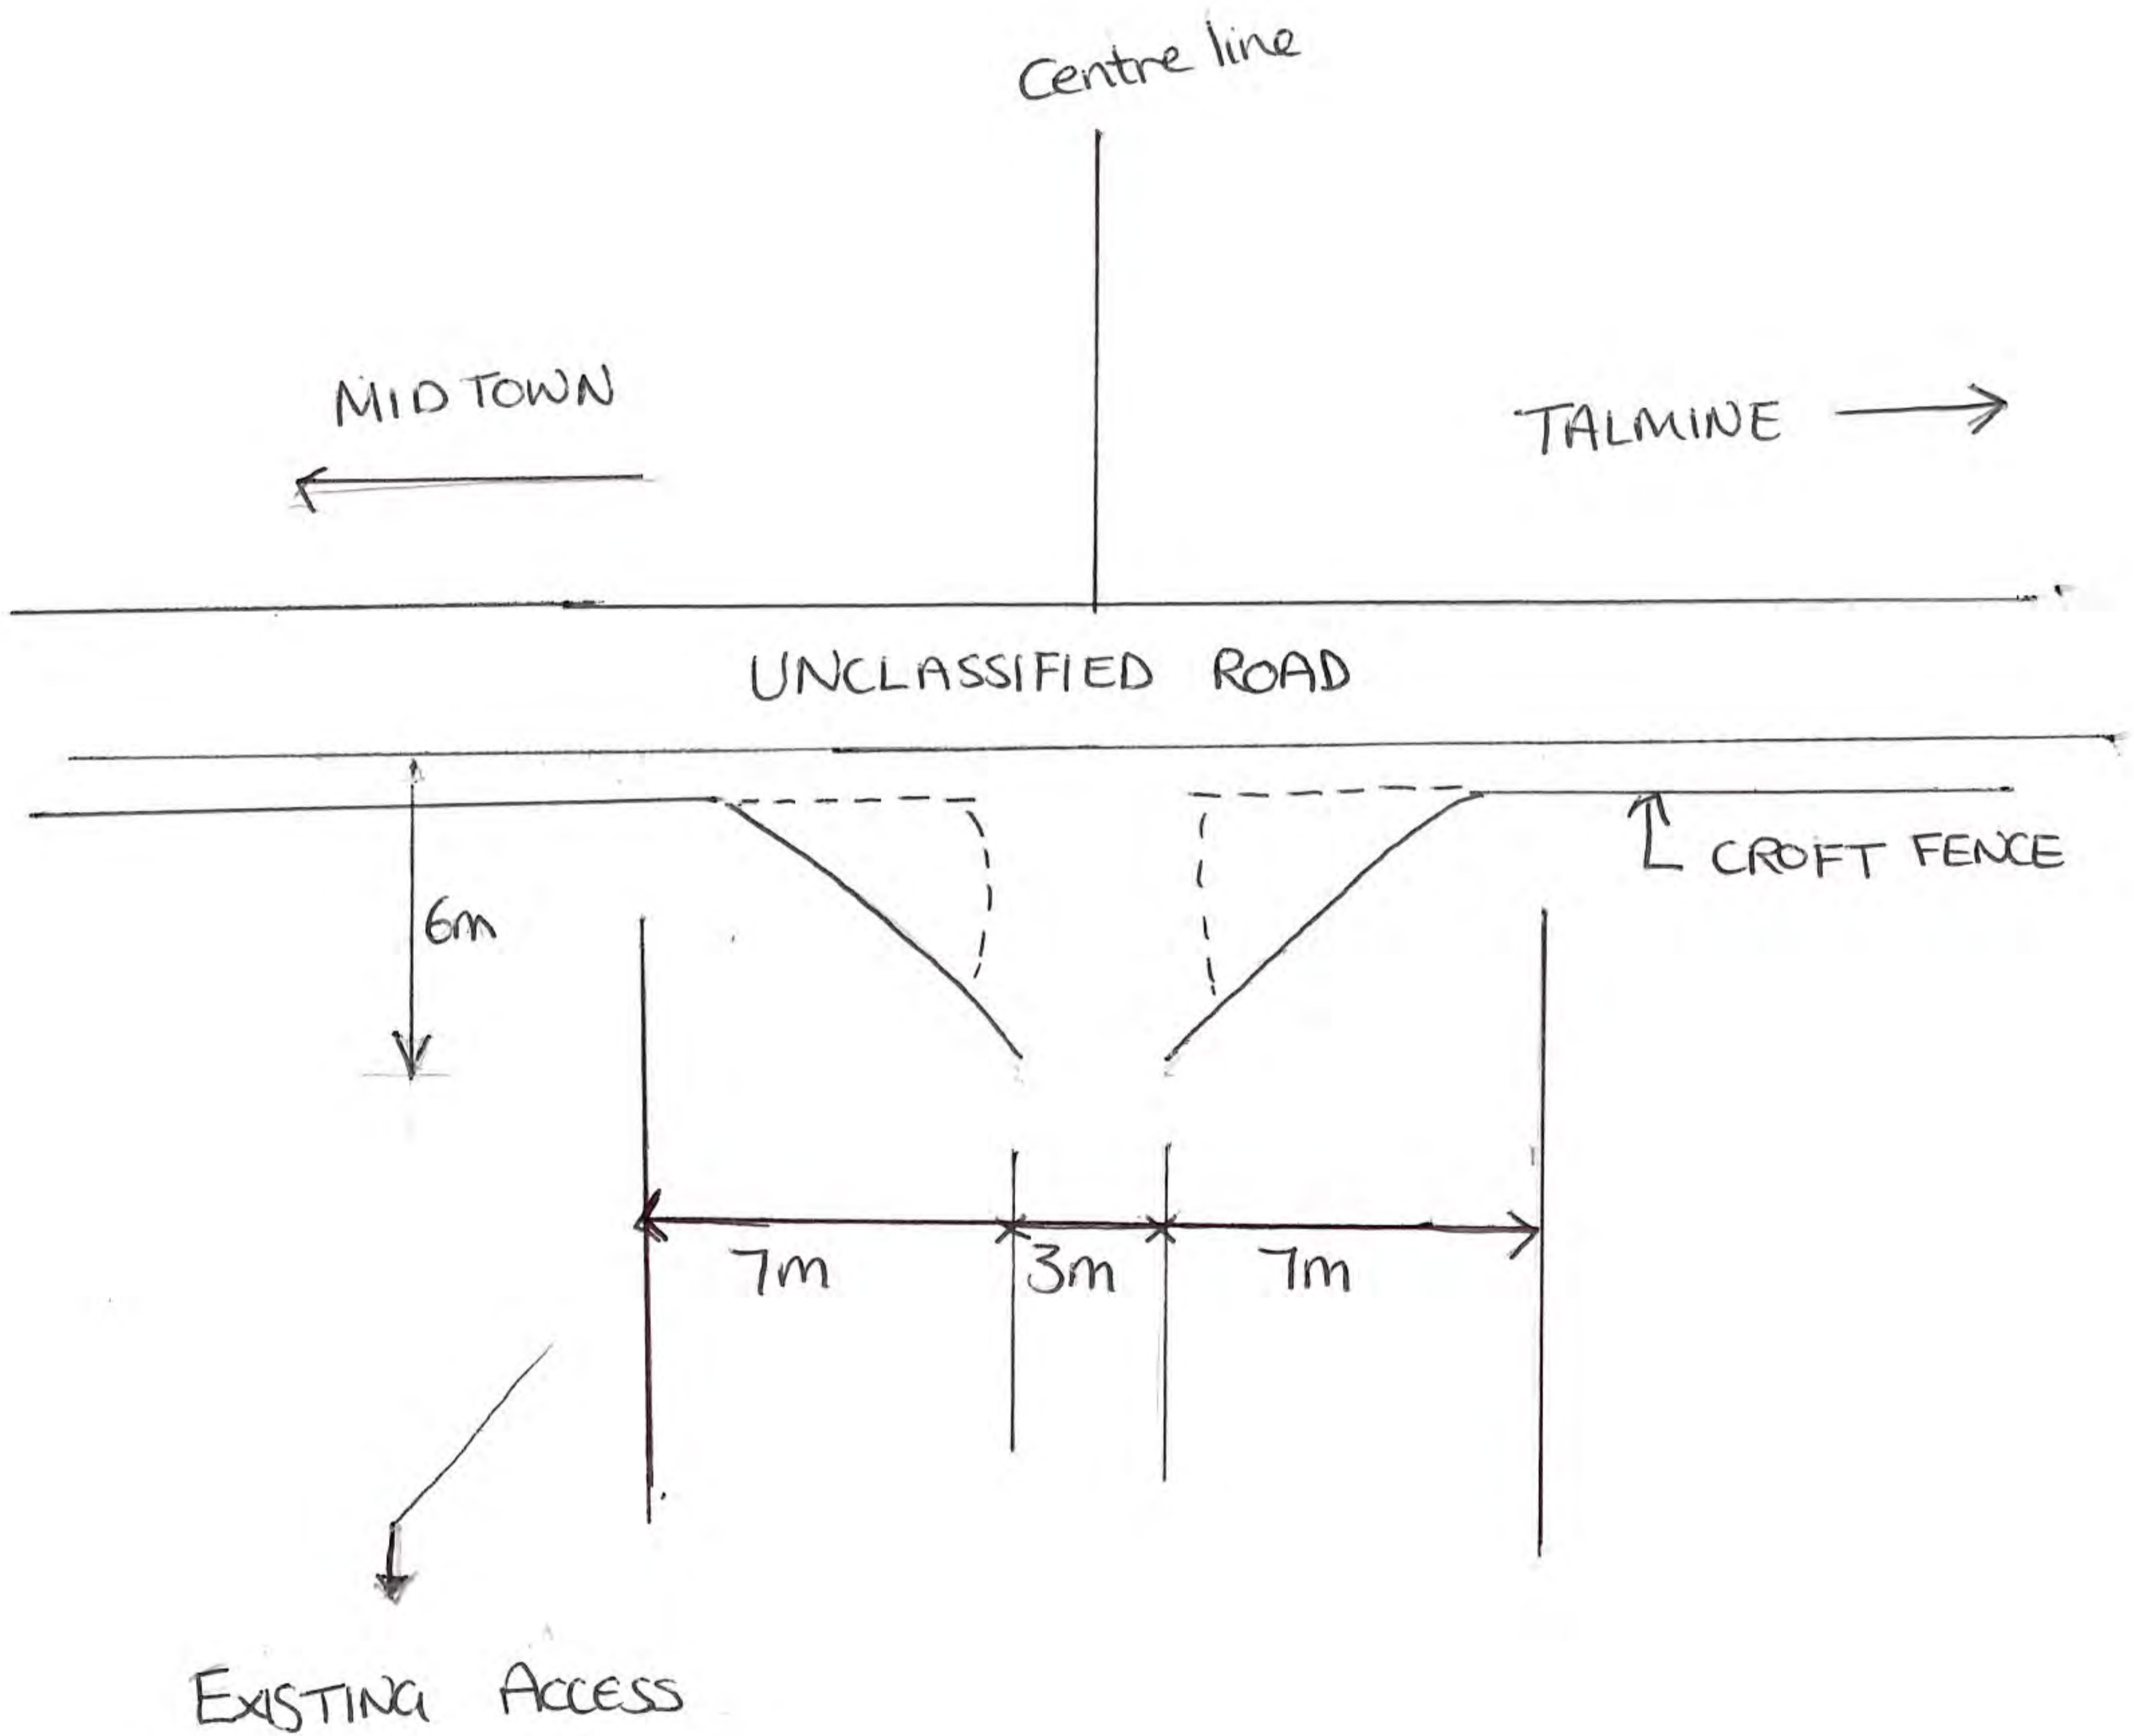 Centre line
MIDTOWN
TALMINE
UNCLASSIFIED ROAD
CROFT FENCE
6m
7m
3m
7m
EXISTING ACCESS